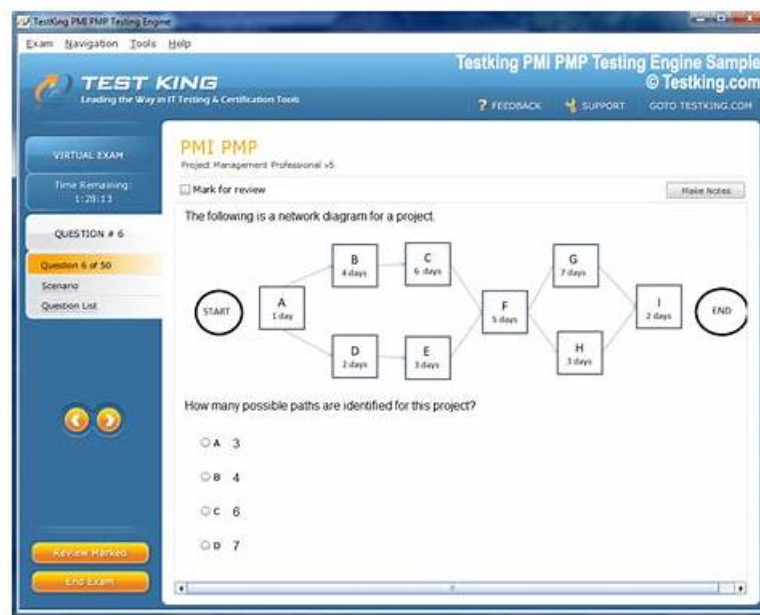 TestKing PMI PMP Testing Engine
Exam Navigation Tools Help
Testking PMI PMP Testing Engine Sample
© Testking.com
TEST KING
Leading the Way in IT Testing & Certification Tools
? FEEDBACK SUPPORT GOTO TESTKING.COM
VIRTUAL EXAM
Time Remaining:
1:28:13
QUESTION # 6
Question 6 of 50
Scenario
Question List
Review Marked
End Exam
PMI PMP
Project Management Professional v5
Mark for review
Make Notes
The following is a network diagram for a project.
START
A
1 day
B
4 days
C
6 days
D
2 days
E
3 days
F
5 days
G
7 days
H
3 days
I
2 days
END
How many possible paths are identified for this project?
A 3
B 4
C 6
D 7